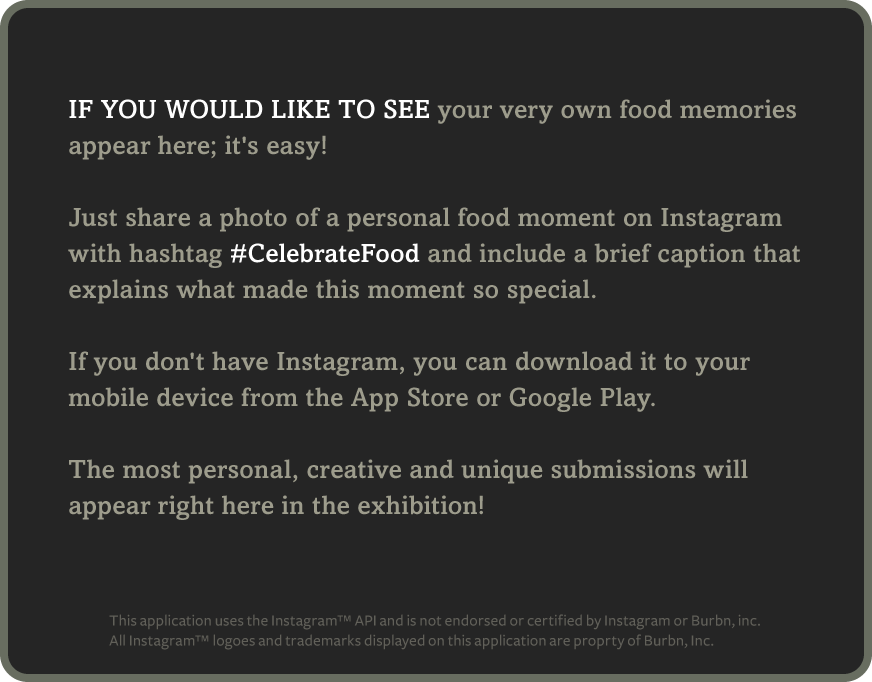 IF YOU WOULD LIKE TO SEE your very own food memories
appear here; it's easy!
Just share a photo of a personal food moment on Instagram
with hashtag #CelebrateFood and include a brief caption that
explains what made this moment so special.
If you don't have Instagram, you can download it to your
mobile device from the App Store or Google Play.
The most personal, creative and unique submissions will
appear right here in the exhibition!
This application uses the Instagram™ API and is not endorsed or certified by Instagram or Burbn, inc.
All Instagram™ logoes and trademarks displayed on this application are proprty of Burbn, Inc.